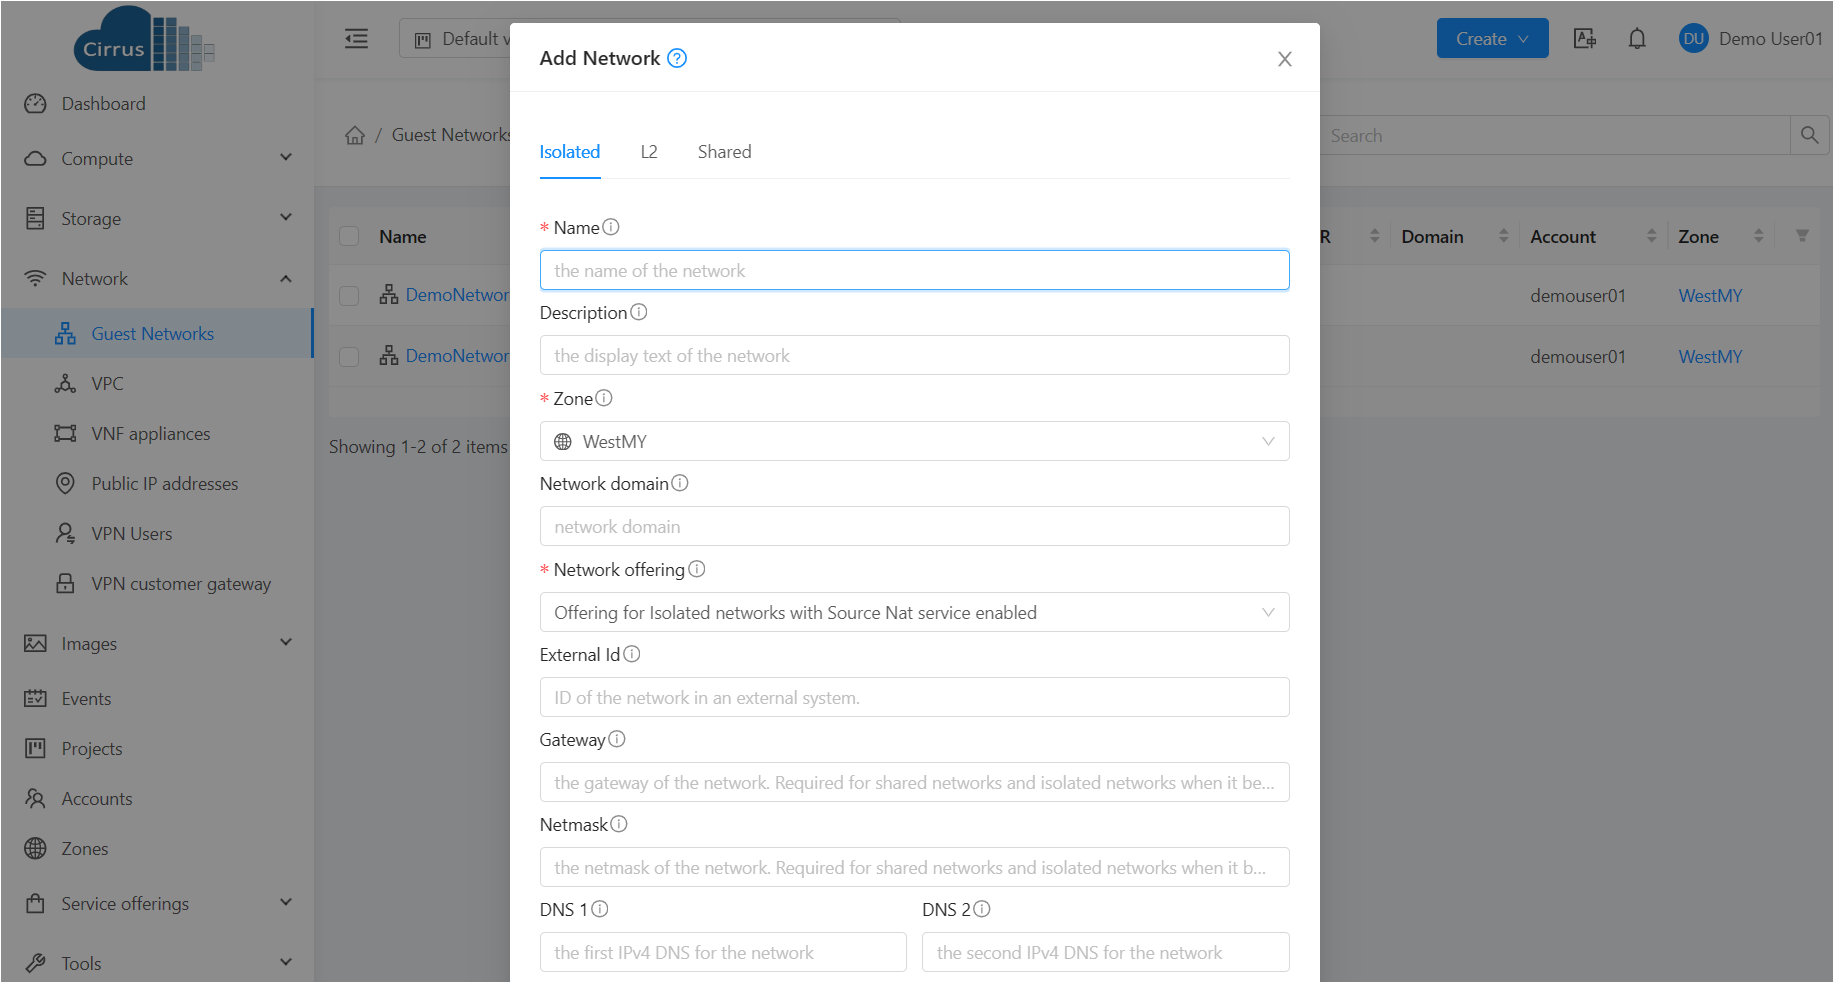 Cirrus
Default v
Create
DU
Demo User01
Dashboard
Compute
Storage
Network
Guest Networks
VPC
VNF appliances
Public IP addresses
VPN Users
VPN customer gateway
Images
Events
Projects
Accounts
Zones
Service offerings
Tools
/ Guest Networks
Search
Name
R
Domain
Account
Zone
DemoNetwor
demouser01
WestMY
DemoNetwor
demouser01
WestMY
Showing 1-2 of 2 items
Add Network
Isolated
L2
Shared
* Name
the name of the network
Description
the display text of the network
* Zone
WestMY
Network domain
network domain
* Network offering
Offering for Isolated networks with Source Nat service enabled
External Id
ID of the network in an external system.
Gateway
the gateway of the network. Required for shared networks and isolated networks when it be...
Netmask
the netmask of the network. Required for shared networks and isolated networks when it b...
DNS 1
DNS 2
the first IPv4 DNS for the network
the second IPv4 DNS for the network